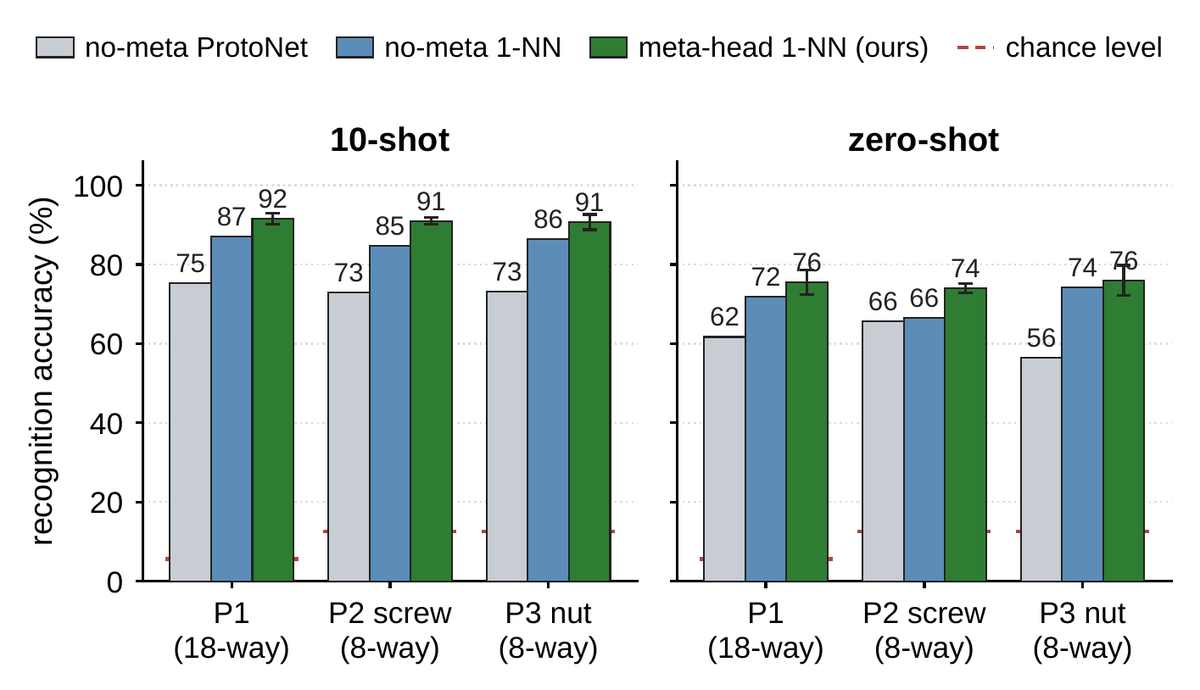 no-meta ProtoNet no-meta 1-NN meta-head 1-NN (ours) chance level
10-shot
zero-shot
recognition accuracy (%)
100
80
60
40
20
0
75 87 92
73 85 91
73 86 91
62 72 76
66 66 74
56 74 76
P1 P2 screw P3 nut
(18-way) (8-way) (8-way)
P1 P2 screw P3 nut
(18-way) (8-way) (8-way)